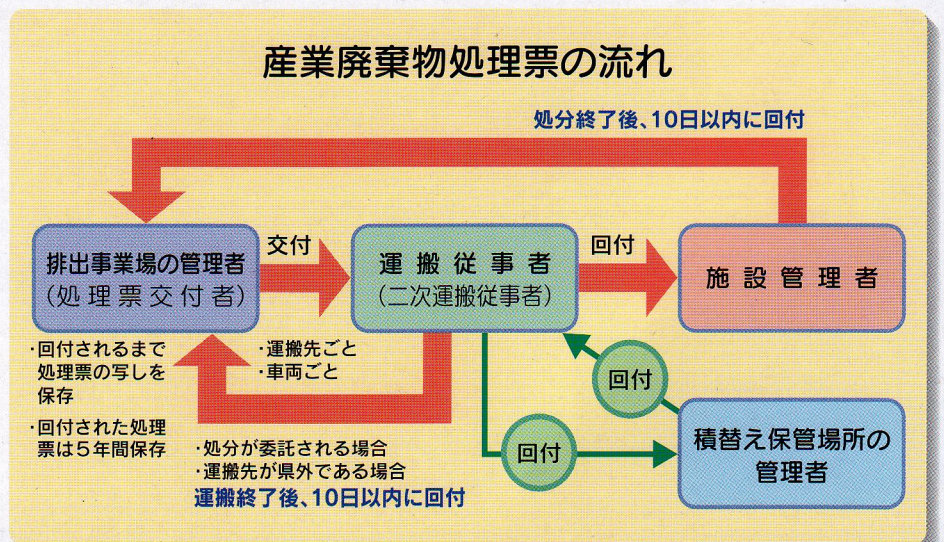 産業廃棄物処理票の流れ
処分終了後、10日以内に回付
排出事業場の管理者
(処理票交付者)
交付
運搬従事者
(二次運搬従事者)
回付
施設管理者
・回付されるまで
処理票の写しを
保存
・回付された処理
票は5年間保存
・運搬先ごと
・車両ごと
・処分が委託される場合
・運搬先が県外である場合
運搬終了後、10日以内に回付
回付
回付
積替え保管場所の
管理者